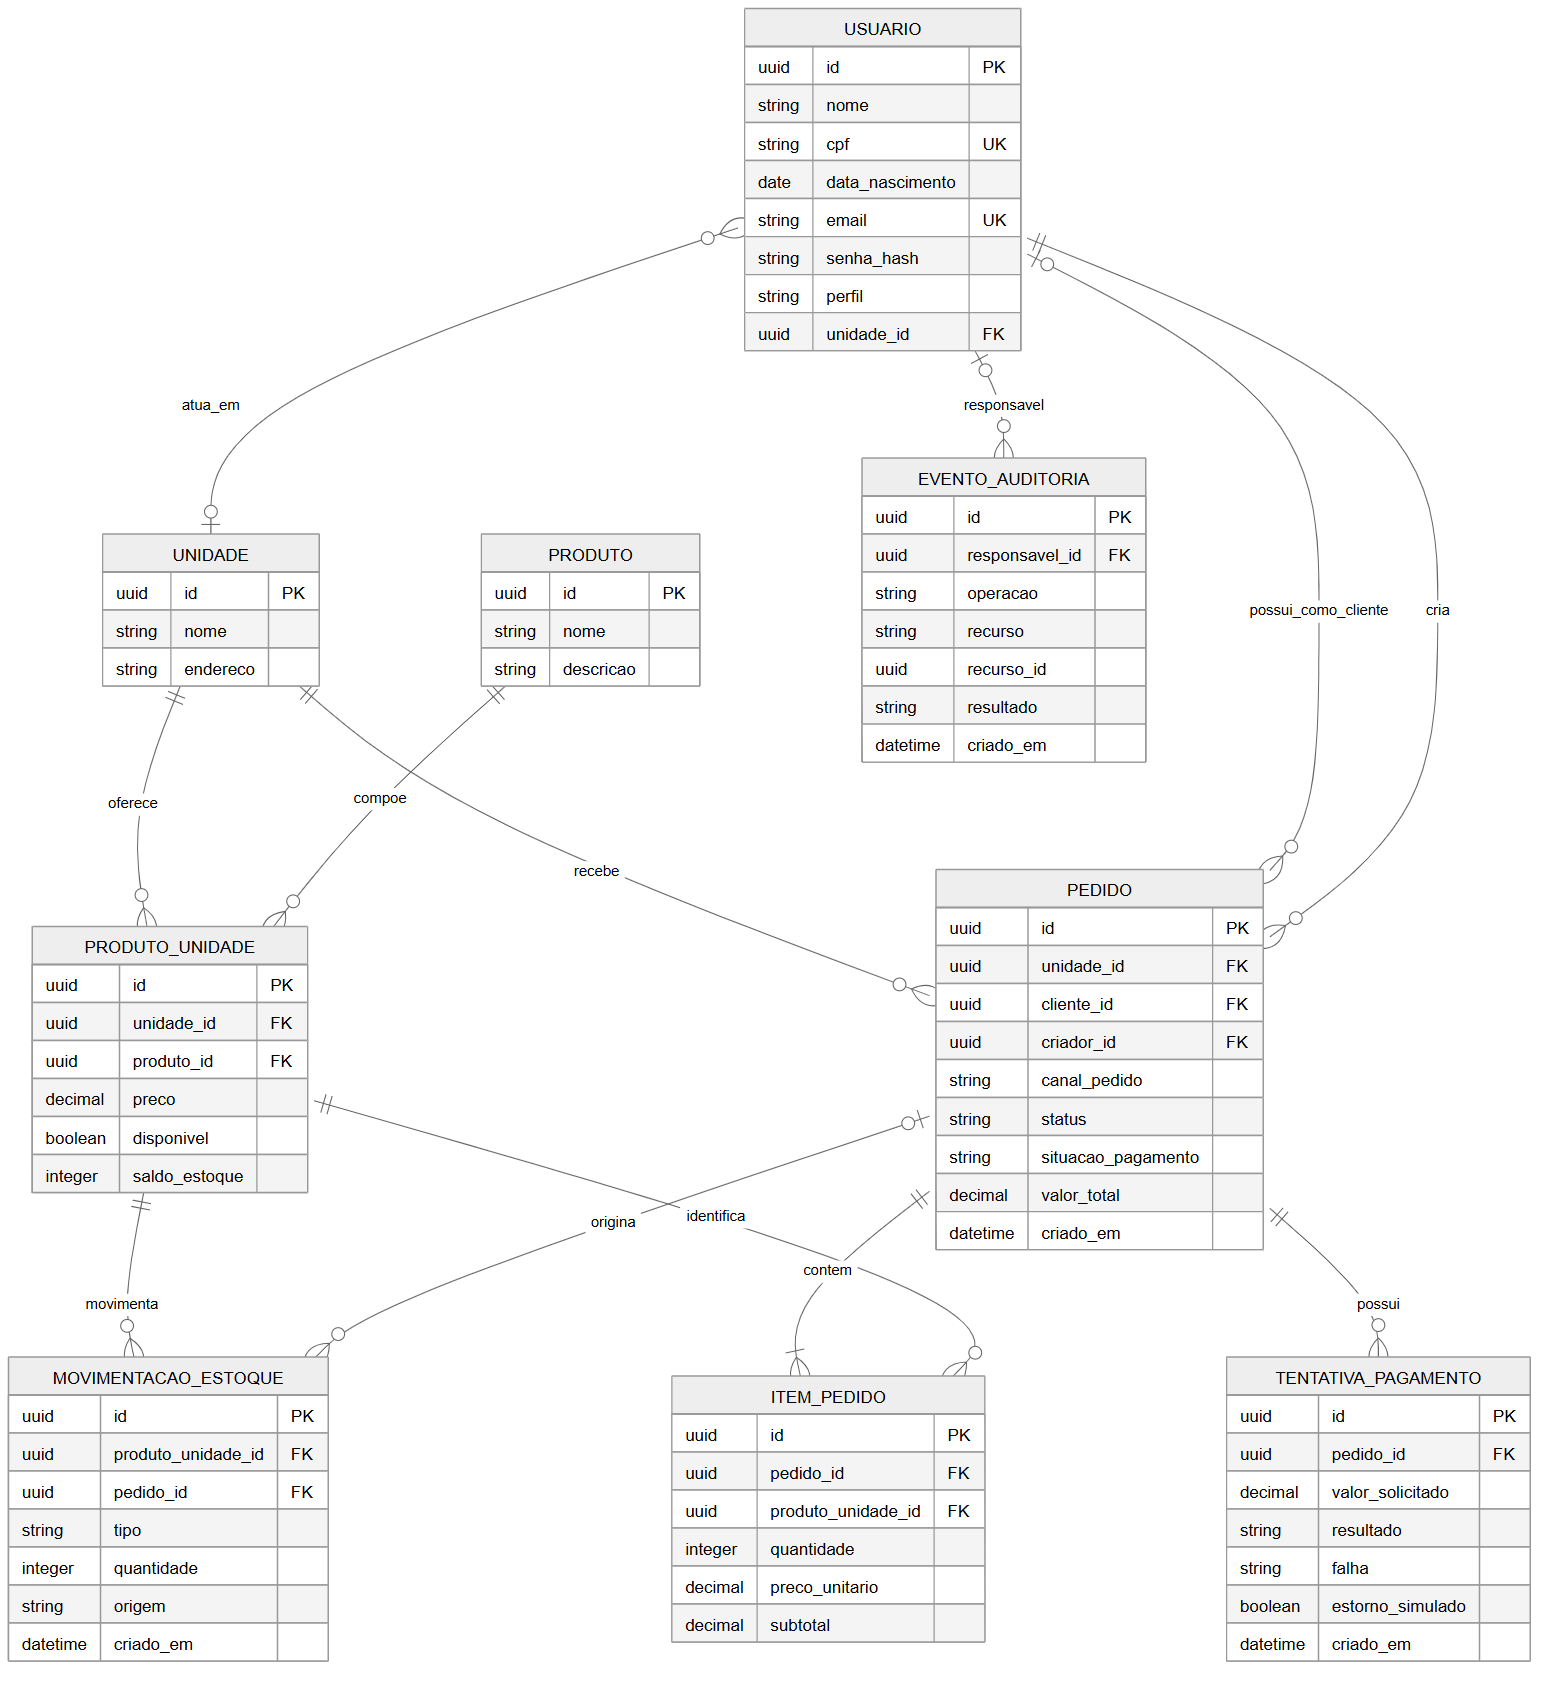 USUARIO
uuid id PK
string nome
string cpf UK
date data_nascimento
string email UK
string senha_hash
string perfil
uuid unidade_id FK
atua_em
responsavel
EVENTO_AUDITORIA
uuid id PK
uuid responsavel_id FK
string operacao
string recurso
uuid recurso_id
string resultado
datetime criado_em
possui_como_cliente
cria
UNIDADE
uuid id PK
string nome
string endereco
PRODUTO
uuid id PK
string nome
string descricao
oferece
compoe
recebe
PRODUTO_UNIDADE
uuid id PK
uuid unidade_id FK
uuid produto_id FK
decimal preco
boolean disponivel
integer saldo_estoque
PEDIDO
uuid id PK
uuid unidade_id FK
uuid cliente_id FK
uuid criador_id FK
string canal_pedido
string status
string situacao_pagamento
decimal valor_total
datetime criado_em
movimenta
origina
identifica
contem
possui
MOVIMENTACAO_ESTOQUE
uuid id PK
uuid produto_unidade_id FK
uuid pedido_id FK
string tipo
integer quantidade
string origem
datetime criado_em
ITEM_PEDIDO
uuid id PK
uuid pedido_id FK
uuid produto_unidade_id FK
integer quantidade
decimal preco_unitario
decimal subtotal
TENTATIVA_PAGAMENTO
uuid id PK
uuid pedido_id FK
decimal valor_solicitado
string resultado
string falha
boolean estorno_simulado
datetime criado_em